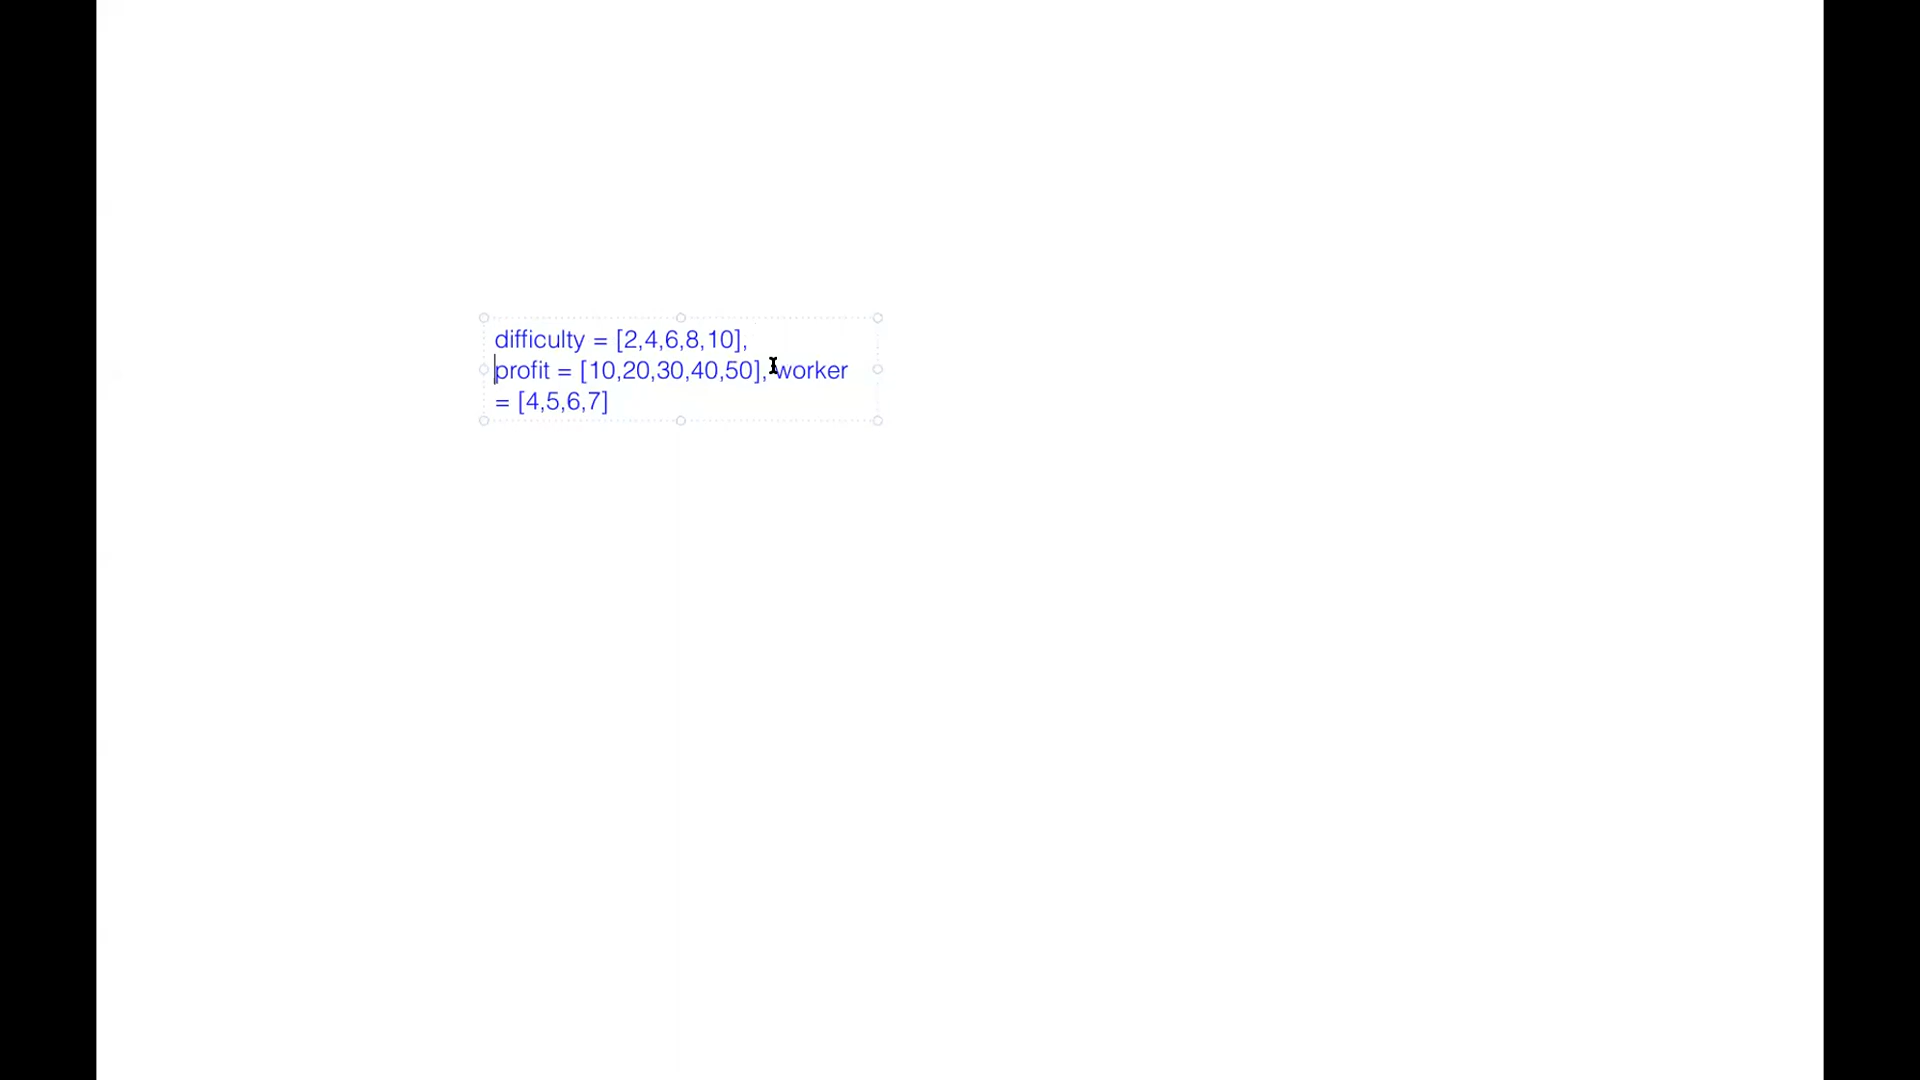 difficulty = [2,4,6,8,10],
profit = [10,20,30,40,50], worker
= [4,5,6,7]